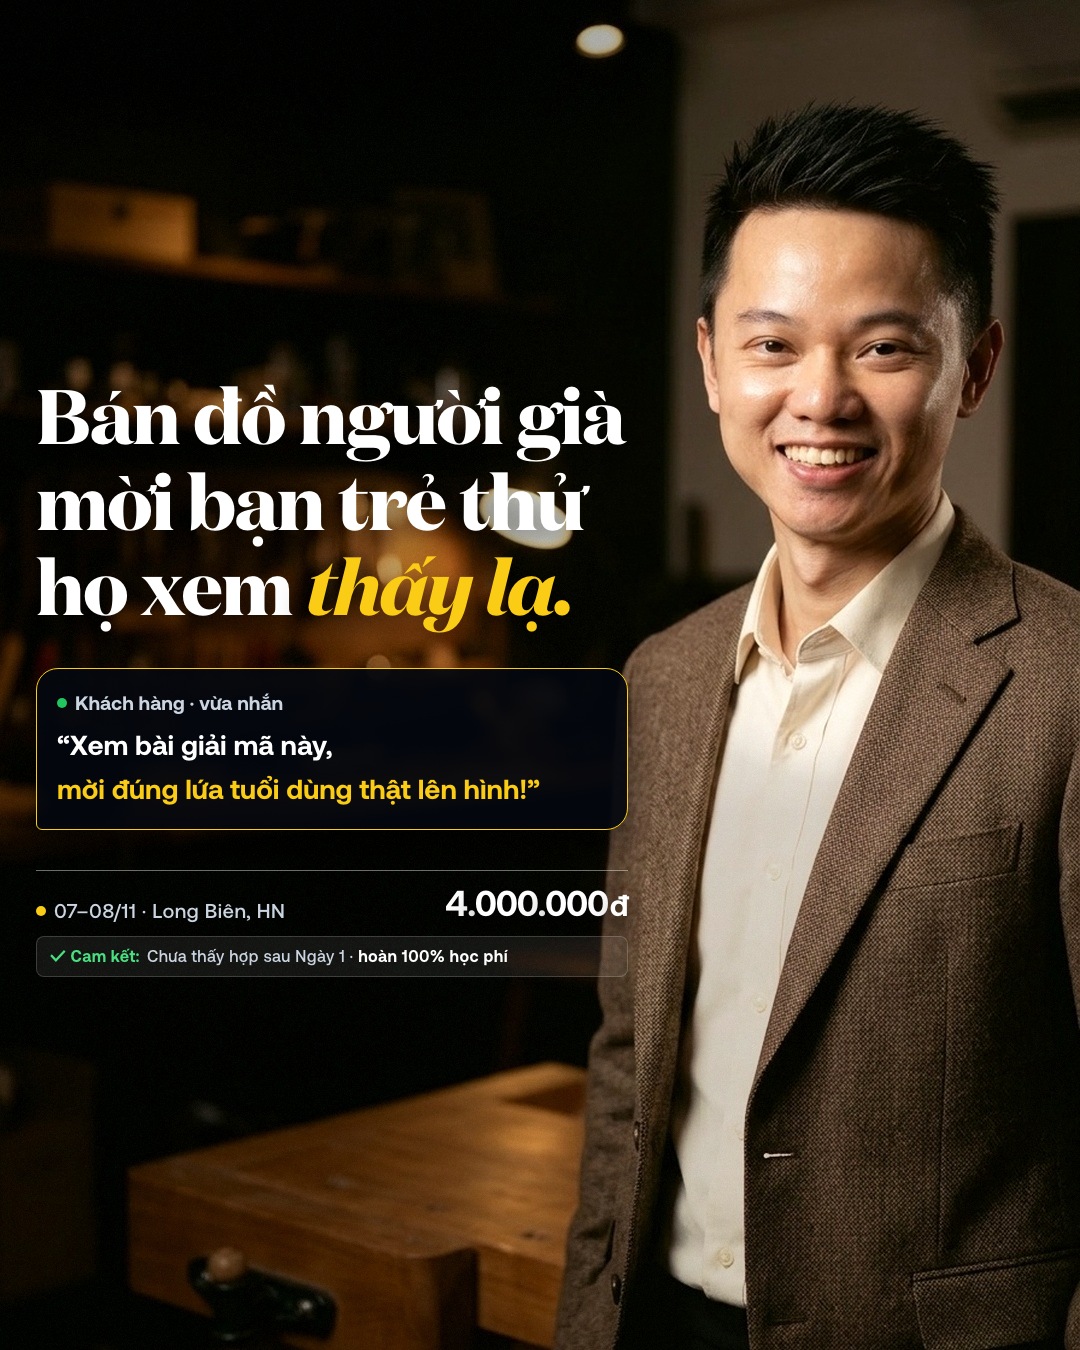 Bán đồ người già
mời bạn trẻ thử
họ xem thấy lạ.
Khách hàng · vừa nhắn
“Xem bài giải mã này,
mời đúng lứa tuổi dùng thật lên hình!”
07–08/11 · Long Biên, HN
4.000.000đ
Cam kết: Chưa thấy hợp sau Ngày 1 · hoàn 100% học phí